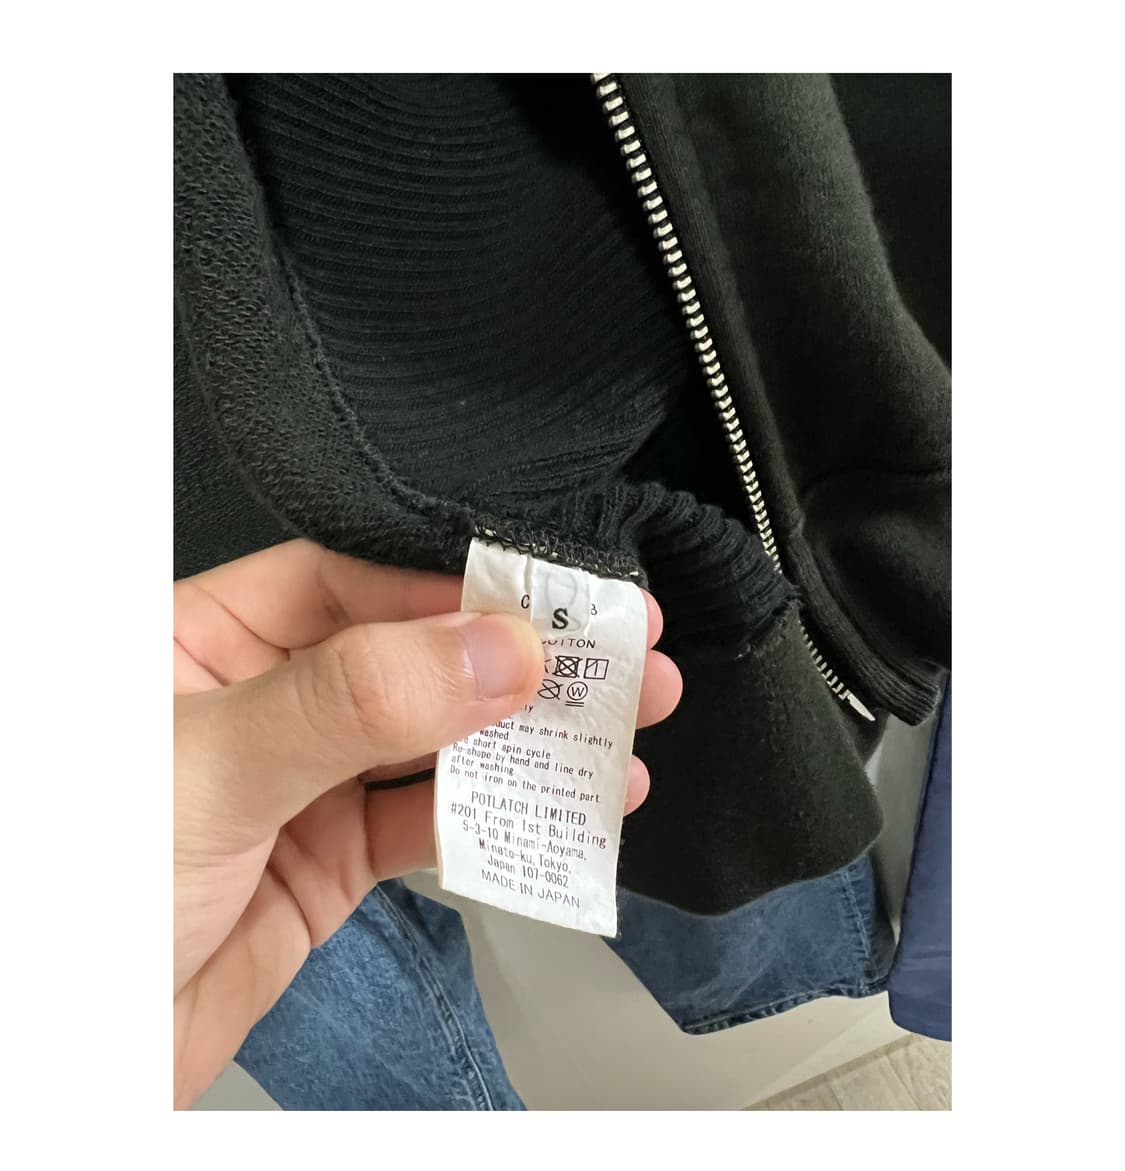 S
COTTON
W
may shrink slightly
washed
short spin cycle
Re-shape by hand and line dry
after washing
Do not iron on the printed part
POTLATCH LIMITED
#201 From 1st Building
5-3-10 Minami-Aoyama,
Minato-ku,Tokyo,
Japan 107-0062
MADE IN JAPAN